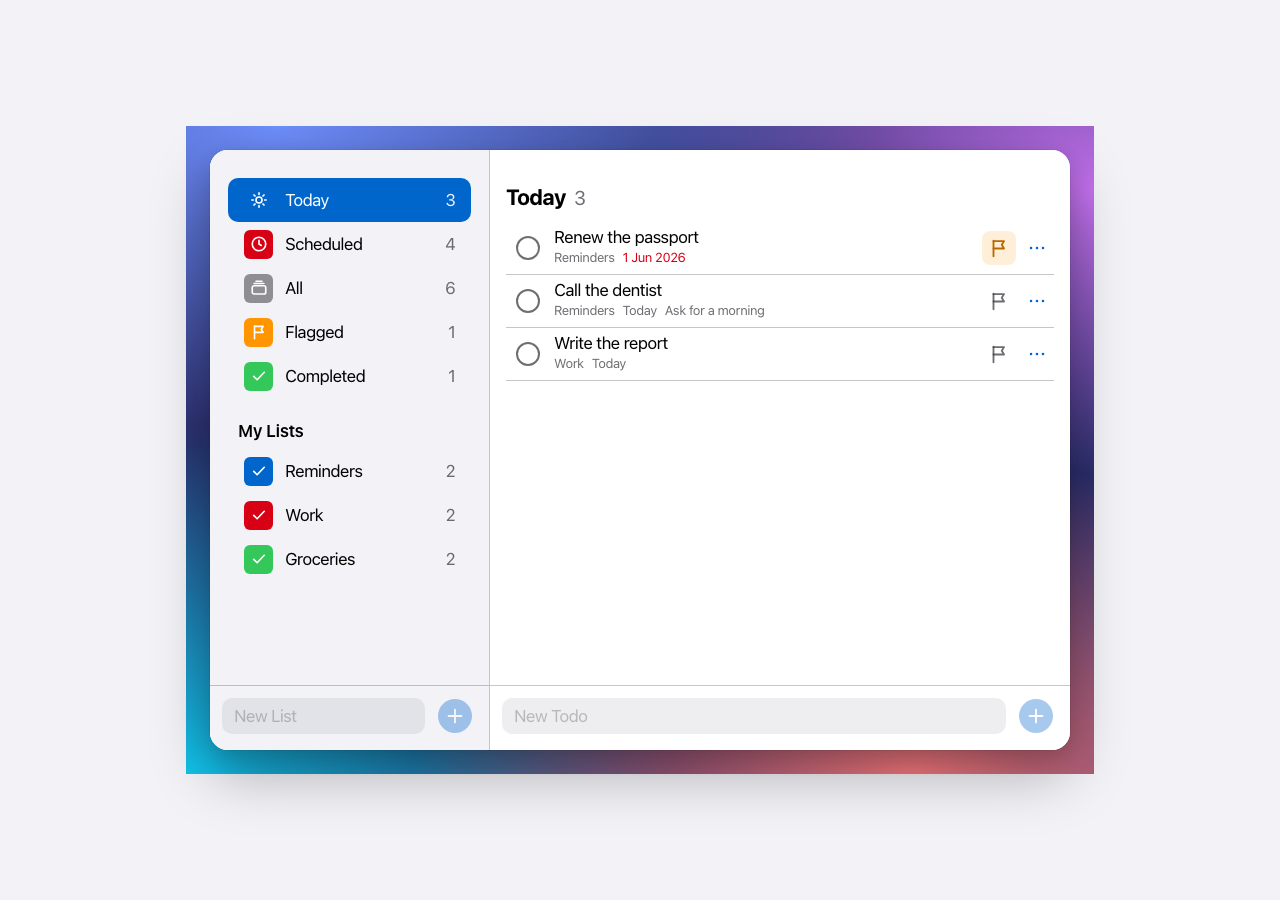 Today 3
Scheduled 4
All 6
Flagged 1
Completed 1
My Lists
Reminders 2
Work 2
Groceries 2
New List
Today 3
Renew the passport
Reminders 1 Jun 2026
Call the dentist
Reminders Today Ask for a morning
Write the report
Work Today
New Todo